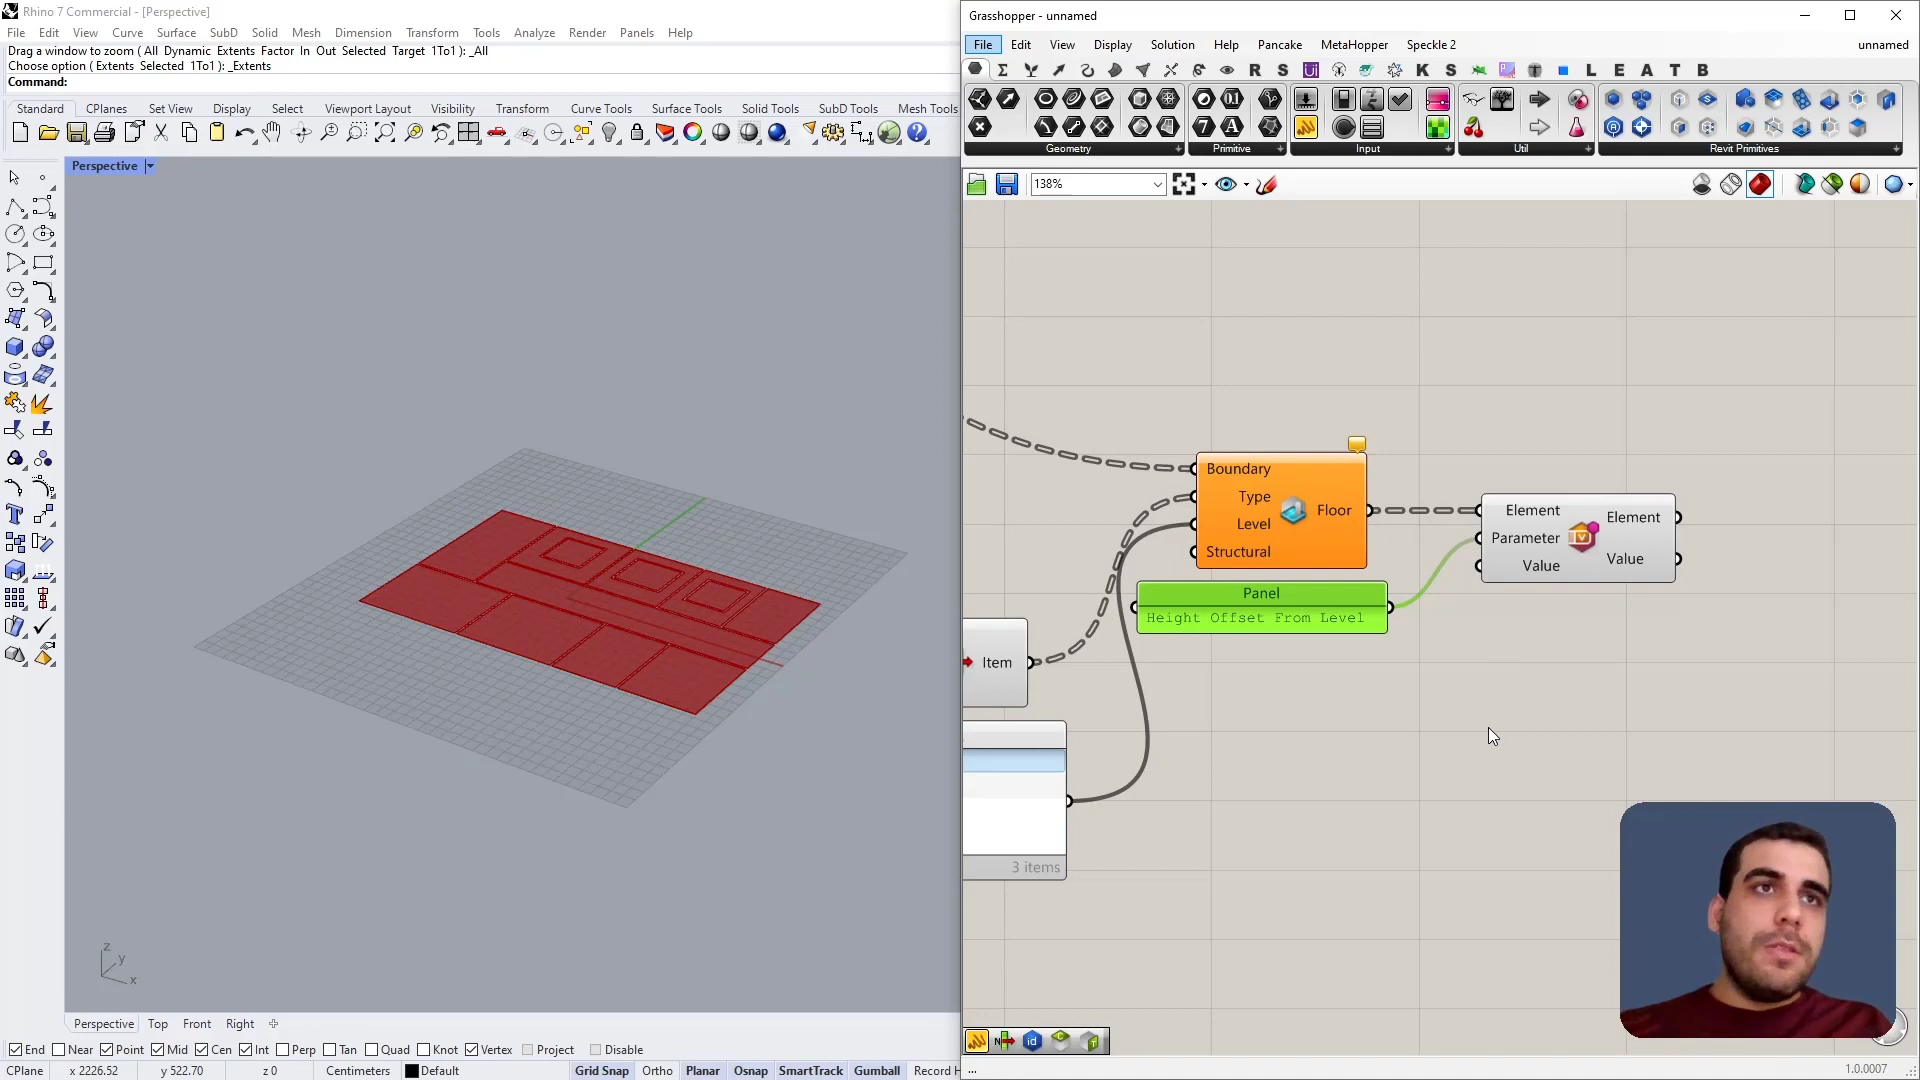 Rhino 7 Commercial - [Perspective]
File Edit View Curve Surface SubD Solid Mesh Dimension Transform Tools Analyze Render Panels Help
Drag a window to zoom ( All Dynamic Extents Factor In Out Selected Target 1To1 ): _All
Choose option ( Extents Selected 1To1 ): _Extents
Command:
Standard CPlanes Set View Display Select Viewport Layout Visibility Transform Curve Tools Surface Tools Solid Tools SubD Tools Mesh Tools
Perspective
z
y
x
Perspective Top Front Right
End Near Point Mid Cen Int Perp Tan Quad Knot Vertex Project Disable
CPlane x 2226.52 y 522.70 z 0 Centimeters Default Grid Snap Ortho Planar Osnap SmartTrack Gumball Record H
Grasshopper - unnamed
File Edit View Display Solution Help Pancake MetaHopper Speckle 2 unnamed
R S K S L E A T B
Geometry Primitive Input Util Revit Primitives
138%
Boundary
Type
Level
Structural
Floor
Element
Parameter
Value
Element
Value
Panel
Height Offset From Level
Item
3 items
...
1.0.0007